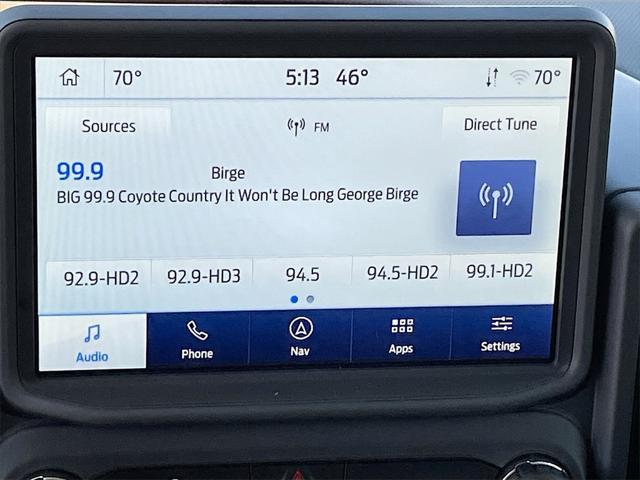 70° 5:13 46° 70°
Sources FM Direct Tune
99.9 Birge
BIG 99.9 Coyote Country It Won't Be Long George Birge
92.9-HD2 92.9-HD3 94.5 94.5-HD2 99.1-HD2
Audio Phone Nav Apps Settings